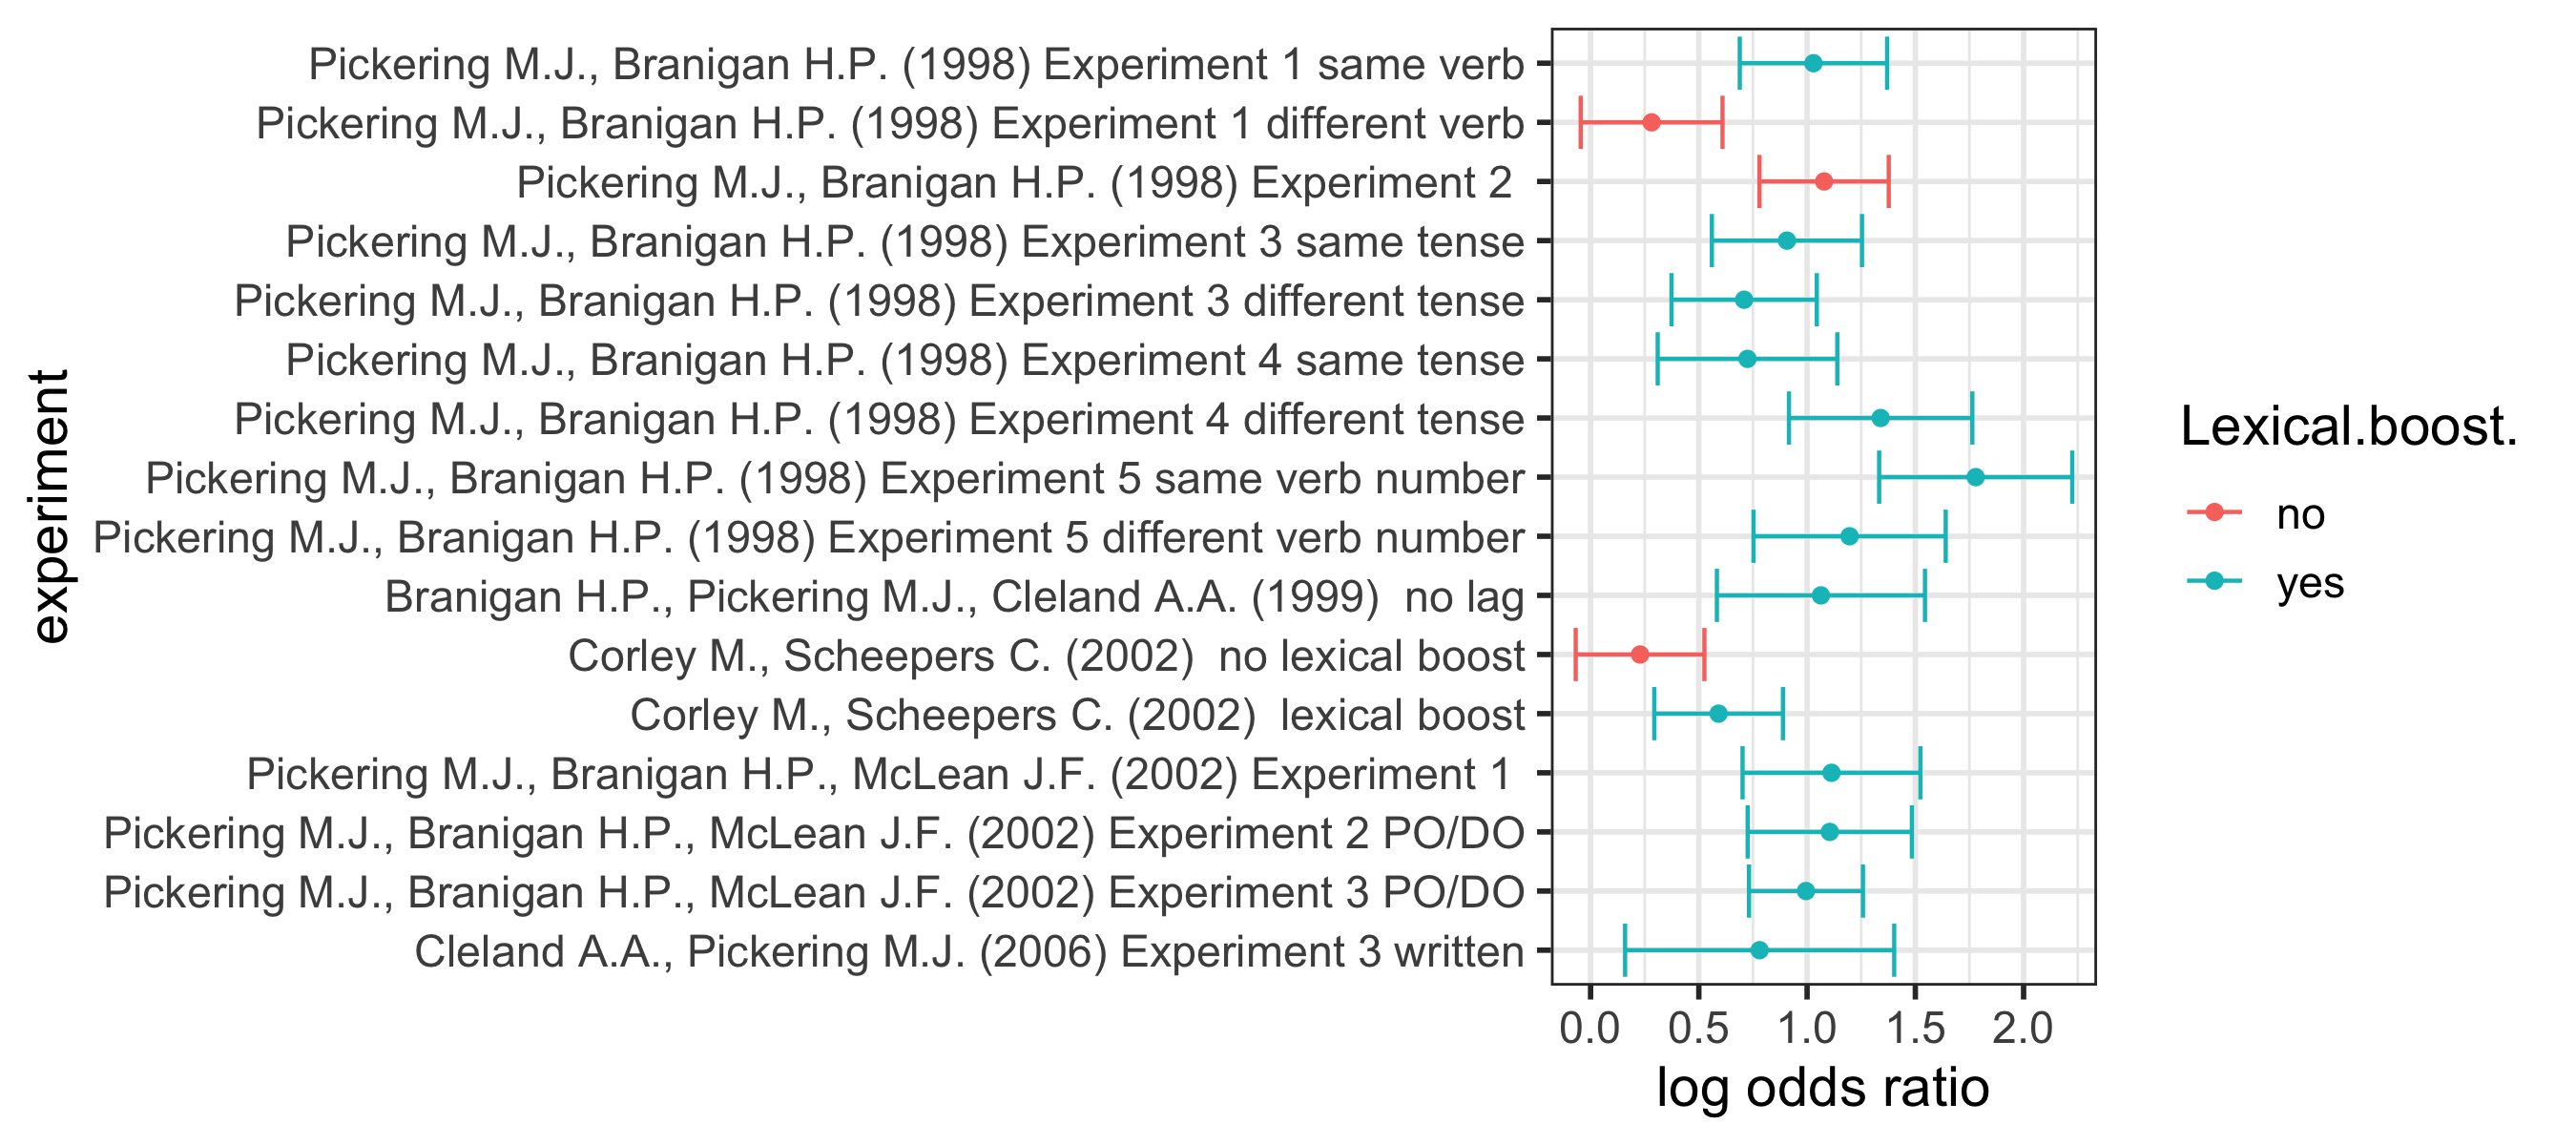 Pickering M.J., Branigan H.P. (1998) Experiment 1 same verb
Pickering M.J., Branigan H.P. (1998) Experiment 1 different verb
Pickering M.J., Branigan H.P. (1998) Experiment 2
Pickering M.J., Branigan H.P. (1998) Experiment 3 same tense
Pickering M.J., Branigan H.P. (1998) Experiment 3 different tense
Pickering M.J., Branigan H.P. (1998) Experiment 4 same tense
Pickering M.J., Branigan H.P. (1998) Experiment 4 different tense
Pickering M.J., Branigan H.P. (1998) Experiment 5 same verb number
Pickering M.J., Branigan H.P. (1998) Experiment 5 different verb number
Branigan H.P., Pickering M.J., Cleland A.A. (1999)  no lag
Corley M., Scheepers C. (2002)  no lexical boost
Corley M., Scheepers C. (2002)  lexical boost
Pickering M.J., Branigan H.P., McLean J.F. (2002) Experiment 1
Pickering M.J., Branigan H.P., McLean J.F. (2002) Experiment 2 PO/DO
Pickering M.J., Branigan H.P., McLean J.F. (2002) Experiment 3 PO/DO
Cleland A.A., Pickering M.J. (2006) Experiment 3 written
experiment
0.0 0.5 1.0 1.5 2.0
log odds ratio
Lexical.boost.
no
yes